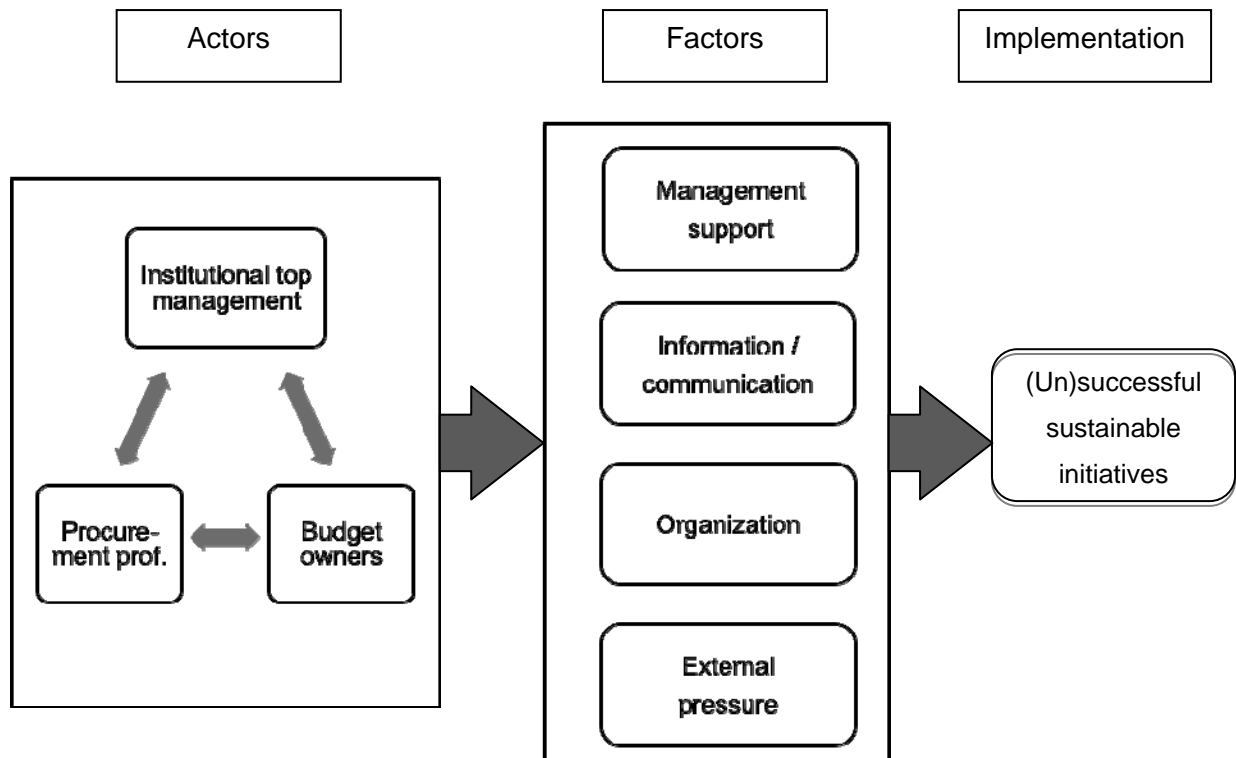 Actors
Factors
Implementation
Institutional top
management
Procure-
ment prof.
Budget
owners
Management
support
Information /
communication
Organization
External
pressure
(Un)successful
sustainable
initiatives